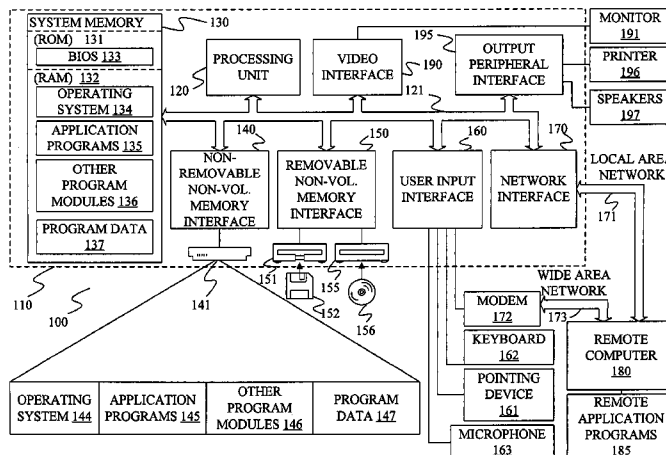 SYSTEM MEMORY
130
(ROM) 131
BIOS 133
(RAM) 132
OPERATING
SYSTEM 134
APPLICATION
PROGRAMS 135
OTHER
PROGRAM
MODULES 136
PROGRAM DATA
137
PROCESSING
UNIT
120
VIDEO
INTERFACE
190
195
OUTPUT
PERIPHERAL
INTERFACE
MONITOR
191
PRINTER
196
SPEAKERS
197
121
140
NON-
REMOVABLE
NON-VOL.
MEMORY
INTERFACE
150
REMOVABLE
NON-VOL.
MEMORY
INTERFACE
160
USER INPUT
INTERFACE
170
NETWORK
INTERFACE
LOCAL AREA
NETWORK
171
110
100
141
151
152
155
156
WIDE AREA
NETWORK
173
MODEM
172
KEYBOARD
162
POINTING
DEVICE
161
MICROPHONE
163
REMOTE
COMPUTER
180
REMOTE
APPLICATION
PROGRAMS
185
OPERATING
SYSTEM 144
APPLICATION
PROGRAMS 145
OTHER
PROGRAM
MODULES 146
PROGRAM
DATA 147